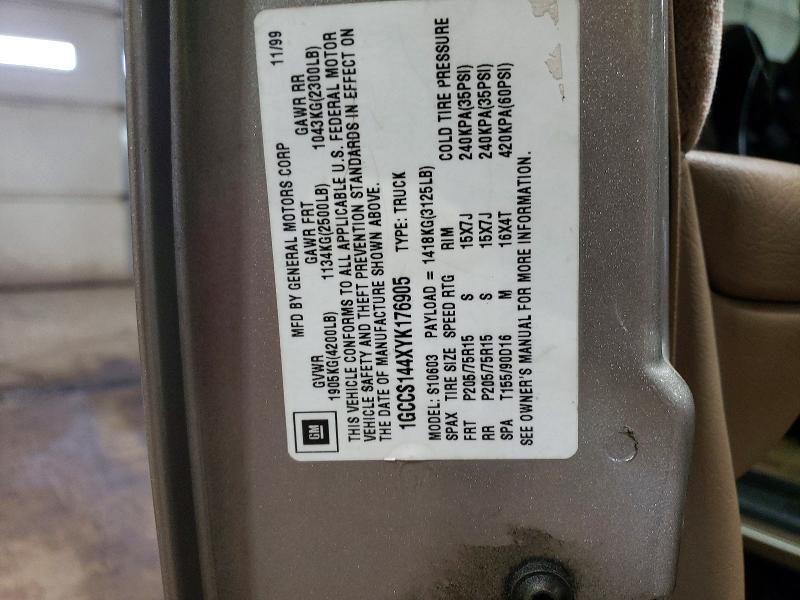 MFD BY GENERAL MOTORS CORP 11/99
GM
GVWR GAWR FRT GAWR RR
1905KG(4200LB) 1134KG(2500LB) 1043KG(2300LB)
THIS VEHICLE CONFORMS TO ALL APPLICABLE U.S. FEDERAL MOTOR
VEHICLE SAFETY AND THEFT PREVENTION STANDARDS IN EFFECT ON
THE DATE OF MANUFACTURE SHOWN ABOVE.
1GCCS144XYK176905 TYPE: TRUCK
MODEL: S10603 PAYLOAD = 1418KG(3125LB)
SPAX TIRE SIZE SPEED RTG RIM COLD TIRE PRESSURE
FRT P205/75R15 S 15X7J 240KPA(35PSI)
RR P205/75R15 S 15X7J 240KPA(35PSI)
SPA T155/90D16 M 16X4T 420KPA(60PSI)
SEE OWNER'S MANUAL FOR MORE INFORMATION.